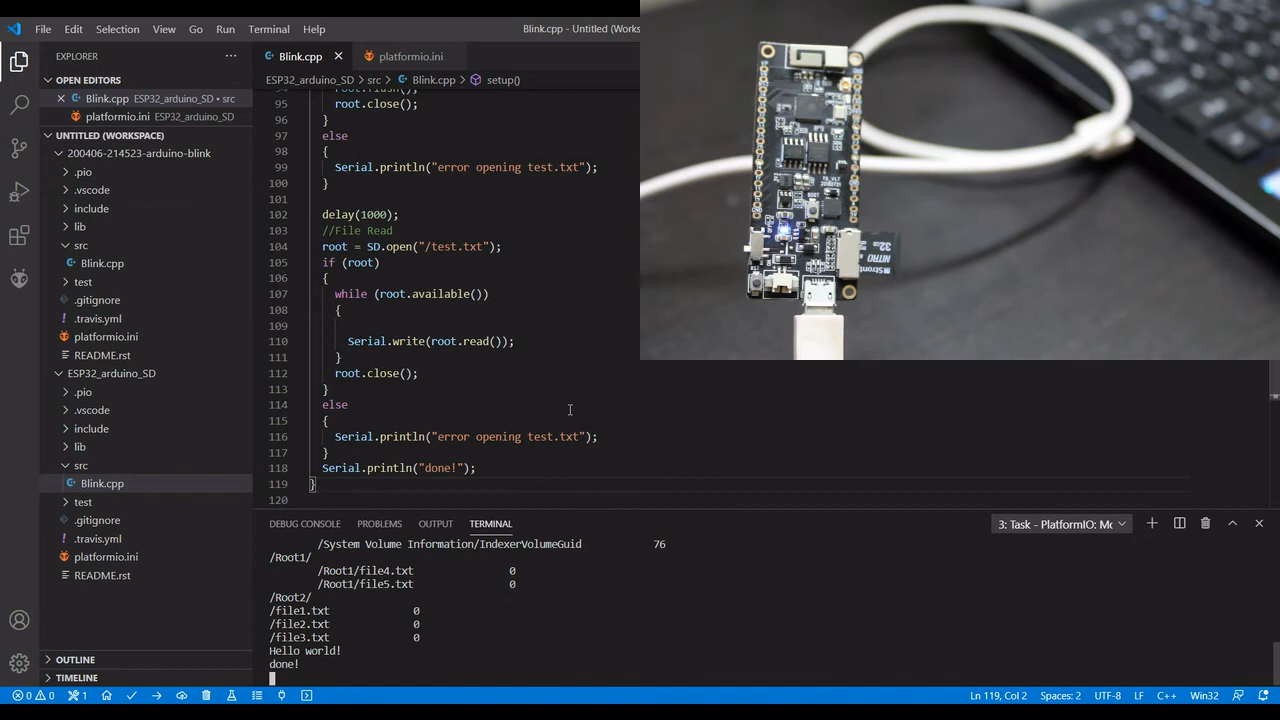 File Edit Selection View Go Run Terminal Help
Blink.cpp - Untitled (Works
EXPLORER ···
OPEN EDITORS
Blink.cpp ESP32_arduino_SD • src
platformio.ini ESP32_arduino_SD
UNTITLED (WORKSPACE)
200406-214523-arduino-blink
.pio
.vscode
include
lib
src
Blink.cpp
test
.gitignore
.travis.yml
platformio.ini
README.rst
ESP32_arduino_SD
.pio
.vscode
include
lib
src
Blink.cpp
test
.gitignore
.travis.yml
platformio.ini
README.rst
OUTLINE
TIMELINE
Blink.cpp platformio.ini
ESP32_arduino_SD > src > Blink.cpp > setup()
94 root.flush();
95 root.close();
96 }
97 else
98 {
99 Serial.println("error opening test.txt");
100 }
101
102 delay(1000);
103 //File Read
104 root = SD.open("/test.txt");
105 if (root)
106 {
107 while (root.available())
108 {
109
110 Serial.write(root.read());
111 }
112 root.close();
113 }
114 else
115 {
116 Serial.println("error opening test.txt");
117 }
118 Serial.println("done!");
119 }
120
DEBUG CONSOLE PROBLEMS OUTPUT TERMINAL
3: Task - PlatformIO: Mc
/System Volume Information/IndexerVolumeGuid 76
/Root1/
/Root1/file4.txt 0
/Root1/file5.txt 0
/Root2/
/file1.txt 0
/file2.txt 0
/file3.txt 0
Hello world!
done!
0 0 1
Ln 119, Col 2 Spaces: 2 UTF-8 LF C++ Win32
BOOT
32GB
NITRO
Stront